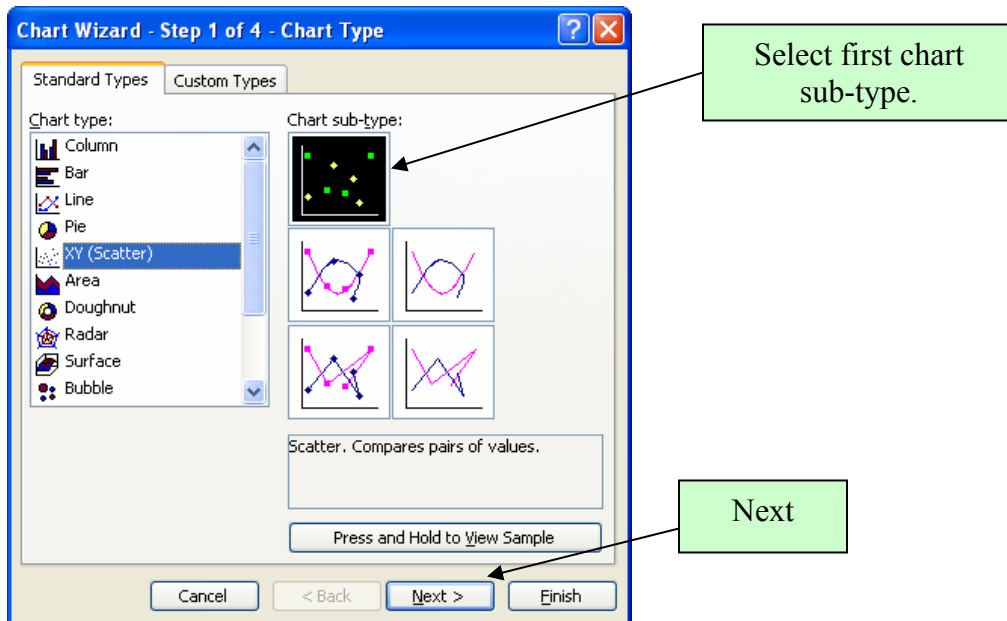 Chart Wizard - Step 1 of 4 - Chart Type
Select first chart
sub-type.
Standard Types
Custom Types
Chart type:
Column
Bar
Line
Pie
XY (Scatter)
Area
Doughnut
Radar
Surface
Bubble
Chart sub-type:
Scatter. Compares pairs of values.
Press and Hold to View Sample
Next
Cancel
< Back
Next >
Finish